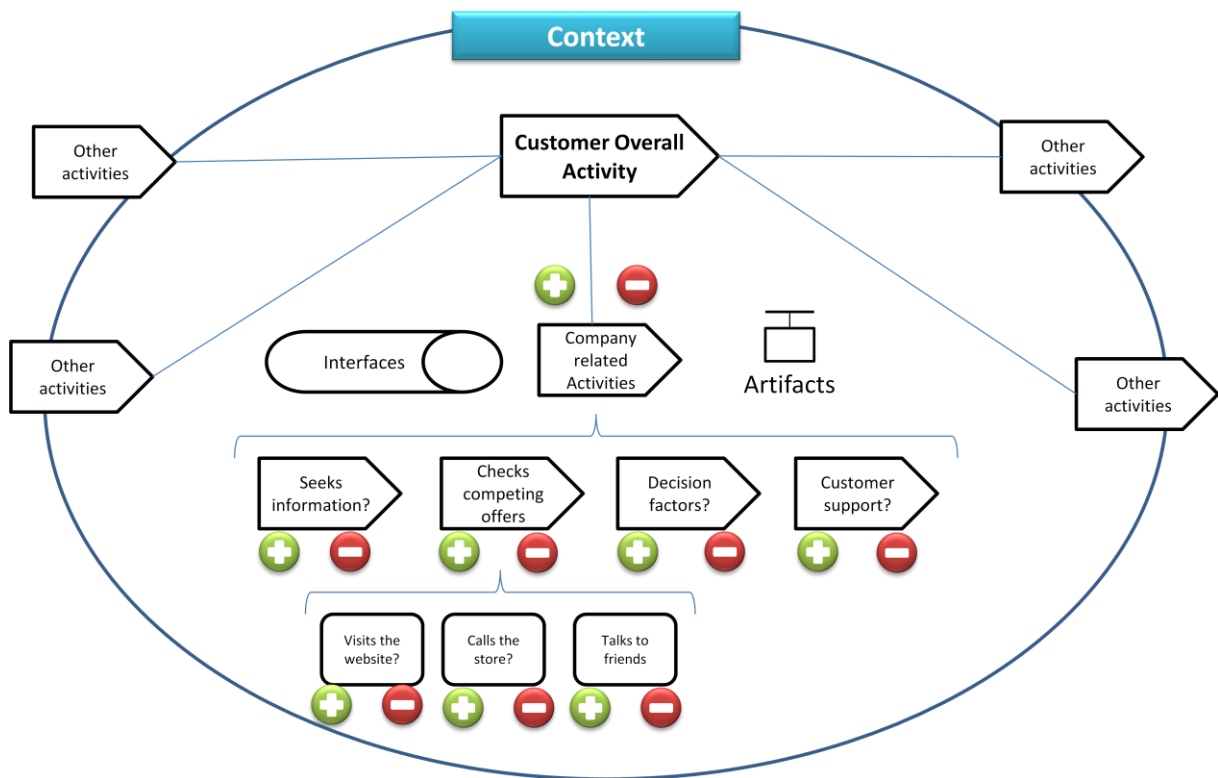 Context
Other
activities
Customer Overall
Activity
Other
activities
Other
activities
Interfaces
Company
related
Activities
Artifacts
Other
activities
Seeks
information?
Checks
competing
offers
Decision
factors?
Customer
support?
Visits the
website?
Calls the
store?
Talks to
friends